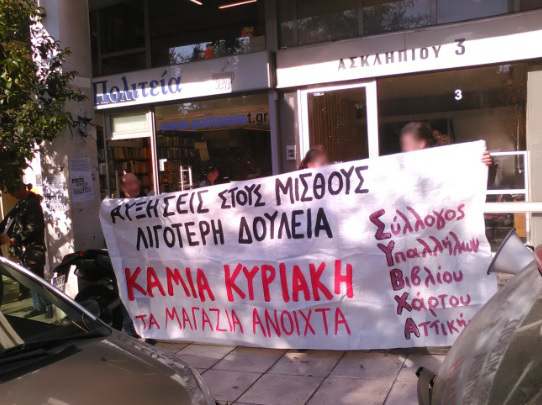 Πολιτεία
ΑΣΚΛΗΠΙΟΥ 3
3
ΑΥΞΗΣΕΙΣ ΣΤΟΥΣ ΜΙΣΘΟΥΣ
ΛΙΓΟΤΕΡΗ ΔΟΥΛΕΙΑ
ΚΑΜΙΑ ΚΥΡΙΑΚΗ
ΤΑ ΜΑΓΑΖΙΑ ΑΝΟΙΧΤΑ
Σύλλογος
Υπαλλήλων
Βιβλίου
Χάρτου
Αττικής